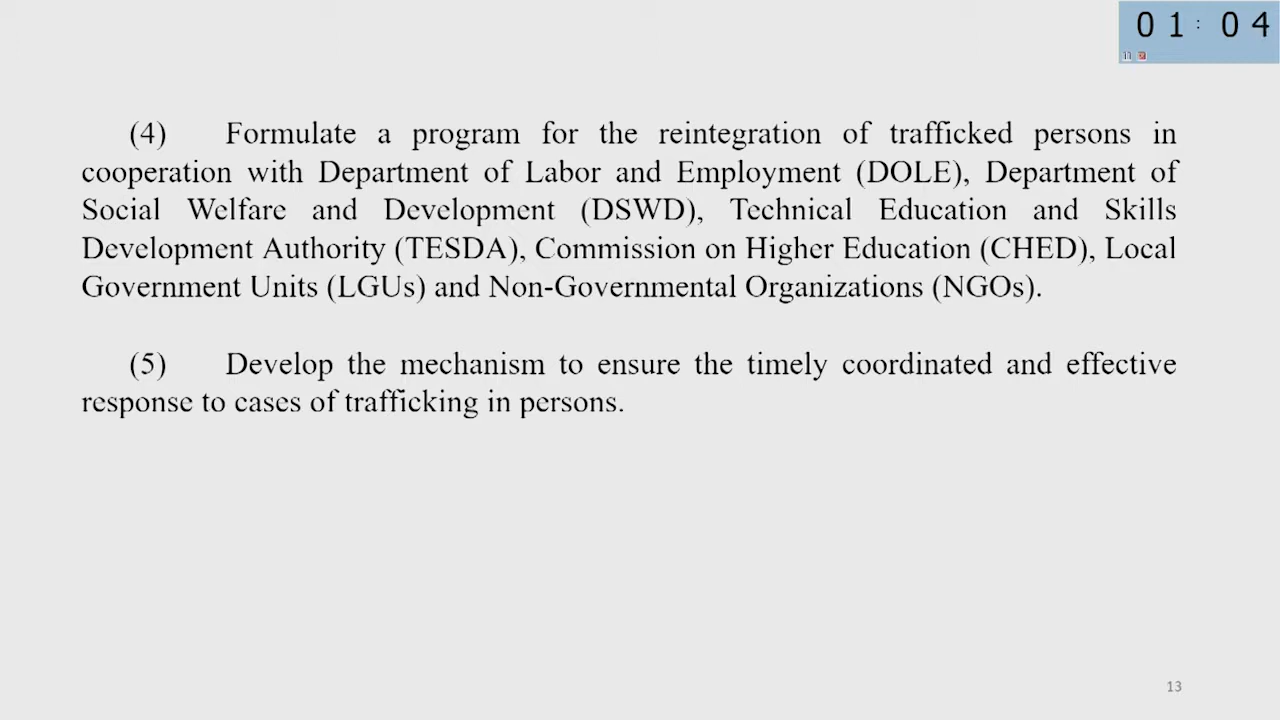 01:04
(4) Formulate a program for the reintegration of trafficked persons in
cooperation with Department of Labor and Employment (DOLE), Department of
Social Welfare and Development (DSWD), Technical Education and Skills
Development Authority (TESDA), Commission on Higher Education (CHED), Local
Government Units (LGUs) and Non-Governmental Organizations (NGOs).
(5) Develop the mechanism to ensure the timely coordinated and effective
response to cases of trafficking in persons.
13